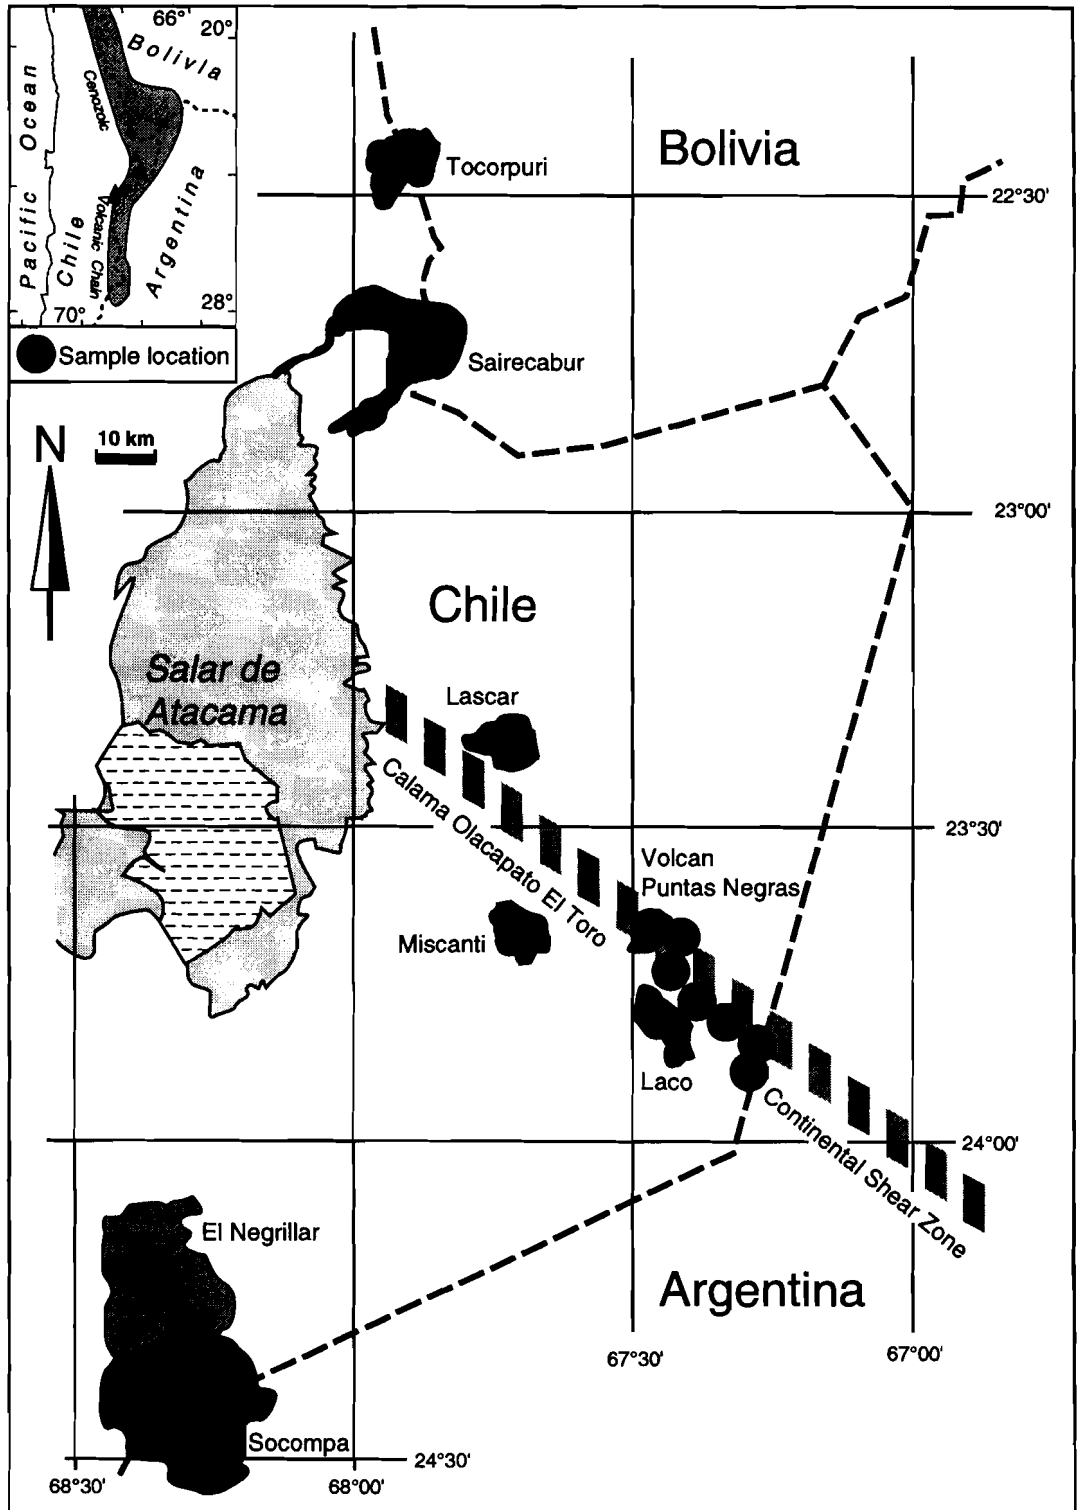 66°
20°
Bolivia
Pacific Ocean
Cenozoic
Volcanic Chain
Chile
Argentina
28°
70°
Sample location
N
10 km
Tocorpuri
Bolivia
22°30'
Sairecabur
23°00'
Chile
Salar de
Atacama
Lascar
Calama Olacapato El Toro
23°30'
Volcan
Puntas Negras
Miscanti
Laco
Continental Shear Zone
24°00'
El Negrillar
Argentina
67°30'
67°00'
Socompa
24°30'
68°30'
68°00'